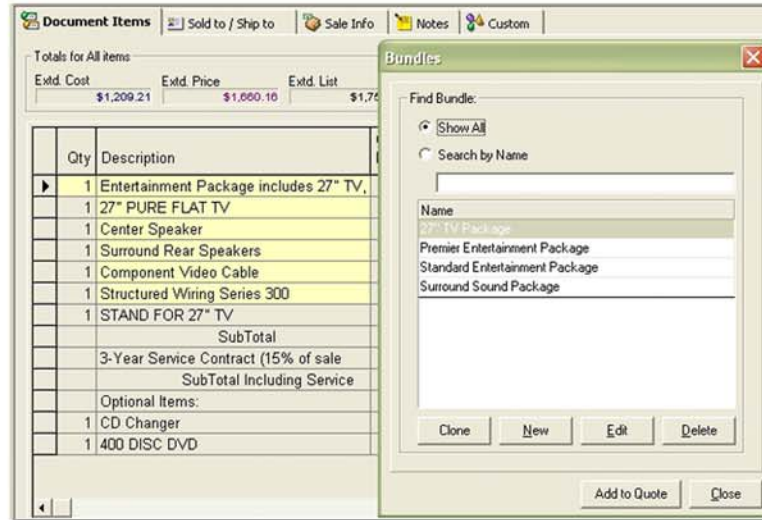 Document Items
Sold to / Ship to
Sale Info
Notes
Custom
Totals for All items
Extd. Cost
Extd. Price
Extd. List
$1,209.21
$1,660.16
Qty
Description
1 Entertainment Package includes 27" TV,
1 27" PURE FLAT TV
1 Center Speaker
1 Surround Rear Speakers
1 Component Video Cable
1 Structured Wiring Series 300
1 STAND FOR 27" TV
SubTotal
3-Year Service Contract (15% of sale
SubTotal Including Service
Optional Items:
1 CD Changer
1 400 DISC DVD
Bundles
Find Bundle:
Show All
Search by Name
Name
27" TV Package
Premier Entertainment Package
Standard Entertainment Package
Surround Sound Package
Clone
New
Edit
Delete
Add to Quote
Close